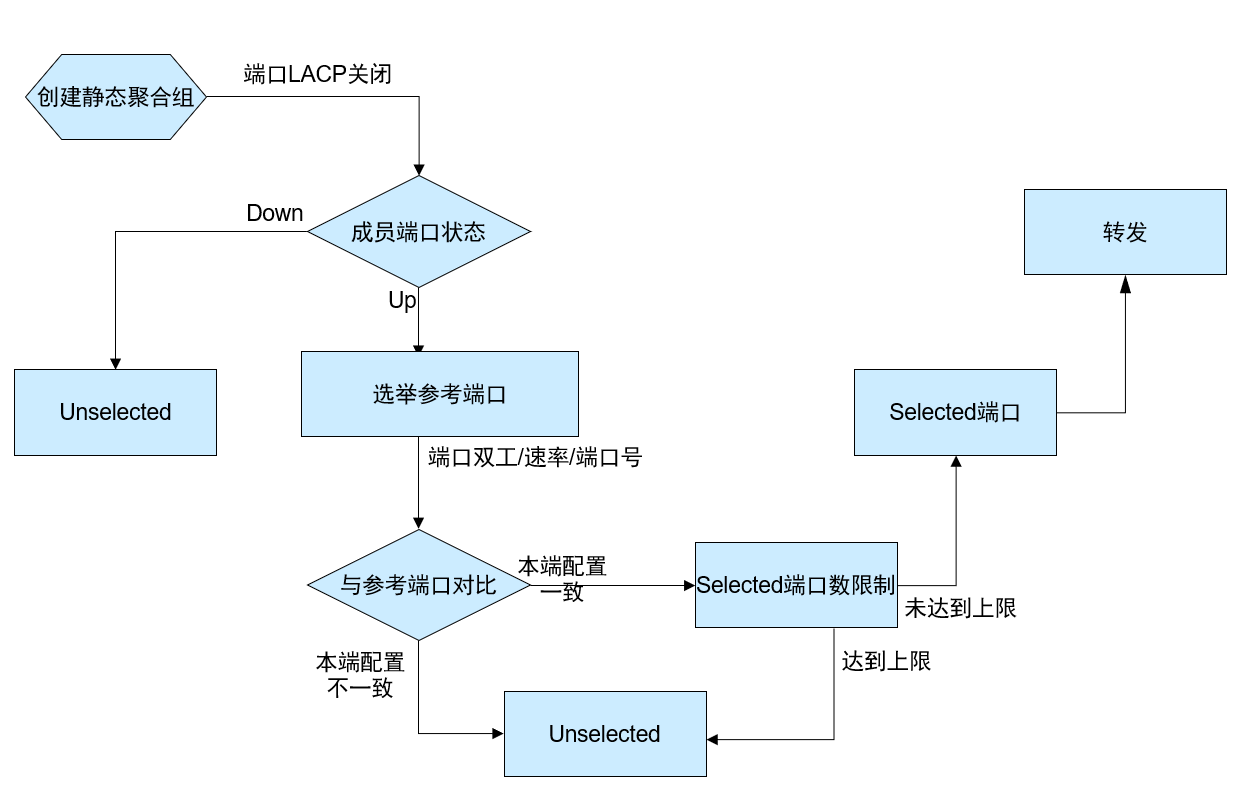 端口LACP关闭
创建静态聚合组
Down
成员端口状态
转发
Up
Unselected
选举参考端口
Selected端口
端口双工/速率/端口号
与参考端口对比
本端配置
一致
Selected端口数限制
未达到上限
本端配置
不一致
达到上限
Unselected